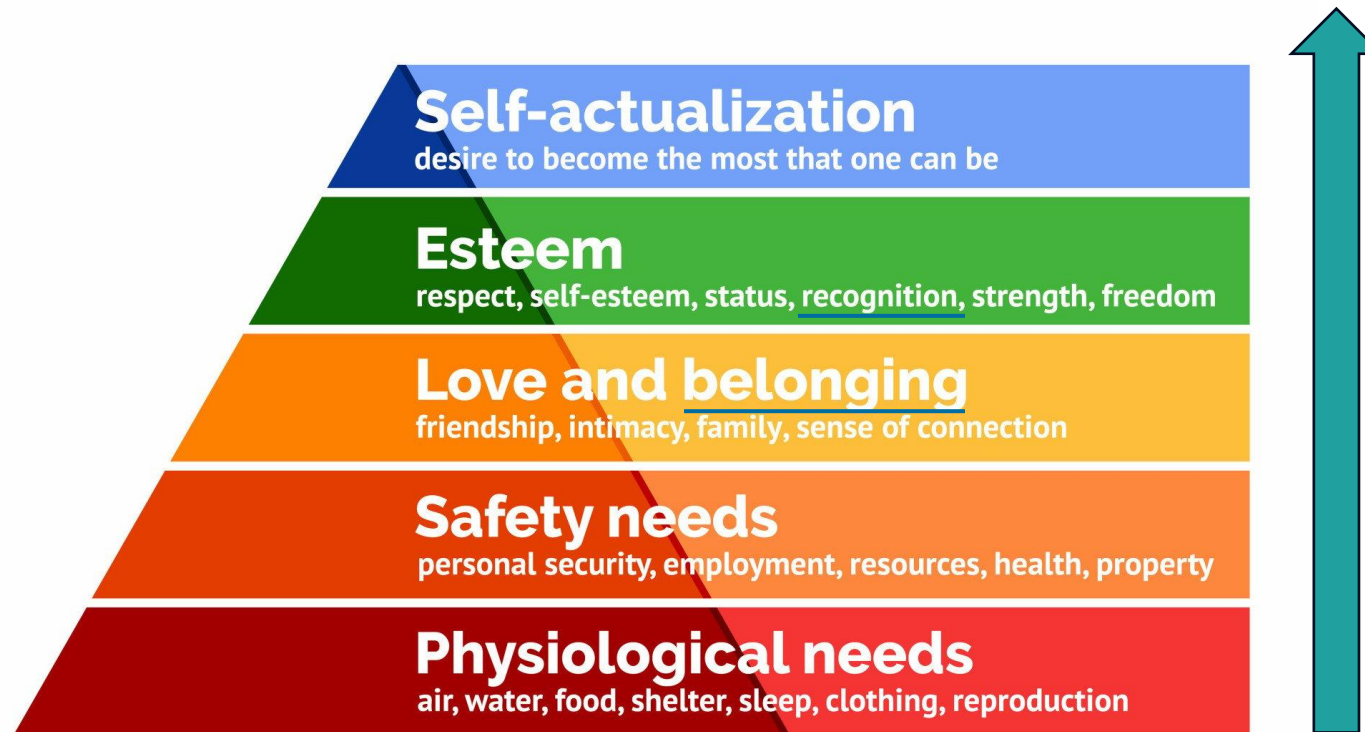 Self-actualization
desire to become the most that one can be
Esteem
respect, self-esteem, status, recognition, strength, freedom
Love and belonging
friendship, intimacy, family, sense of connection
Safety needs
personal security, employment, resources, health, property
Physiological needs
air, water, food, shelter, sleep, clothing, reproduction